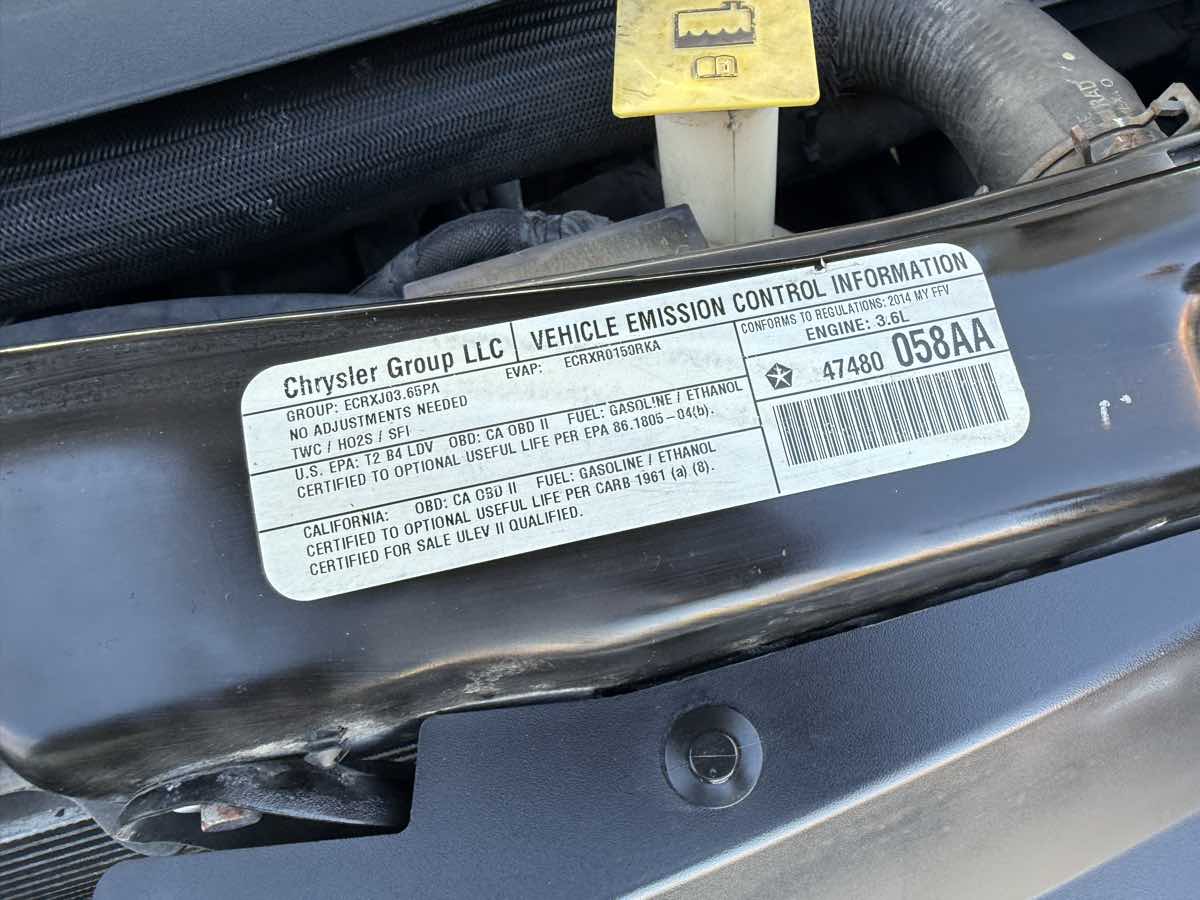 Chrysler Group LLC
VEHICLE EMISSION CONTROL INFORMATION
GROUP: ECRXJ03.65PA
EVAP: ECRXR0150RKA
NO ADJUSTMENTS NEEDED
TWC / HO2S / SFI
U.S. EPA: T2 B4 LDV OBD: CA OBD II FUEL: GASOLINE / ETHANOL
CERTIFIED TO OPTIONAL USEFUL LIFE PER EPA 86.1805-04(b).
CALIFORNIA: OBD: CA OBD II FUEL: GASOLINE / ETHANOL
CERTIFIED TO OPTIONAL USEFUL LIFE PER CARB 1961 (a) (8).
CERTIFIED FOR SALE ULEV II QUALIFIED.
CONFORMS TO REGULATIONS: 2014 MY FFV
ENGINE: 3.6L
47480 058AA